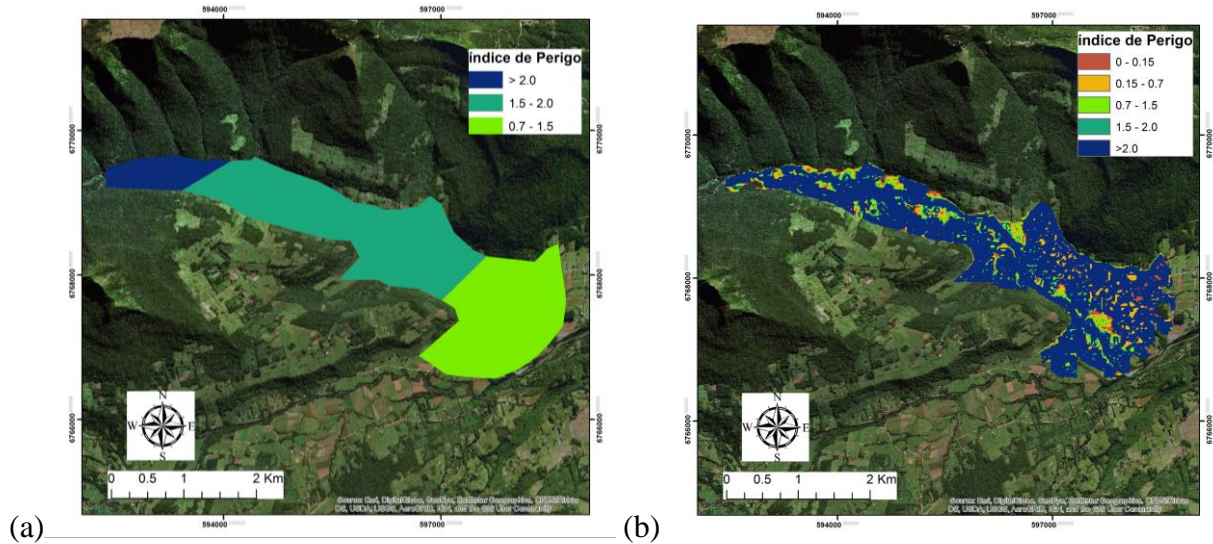 594000 597000
índice de Perigo
> 2.0
1.5 - 2.0
0.7 - 1.5
6770000
6768000
6766000
N
W E
S
0 0.5 1 2 Km
594000 597000
(a)
594000 597000
índice de Perigo
0 - 0.15
0.15 - 0.7
0.7 - 1.5
1.5 - 2.0
>2.0
6770000
6768000
6766000
N
W E
S
0 0.5 1 2 Km
594000 597000
(b)